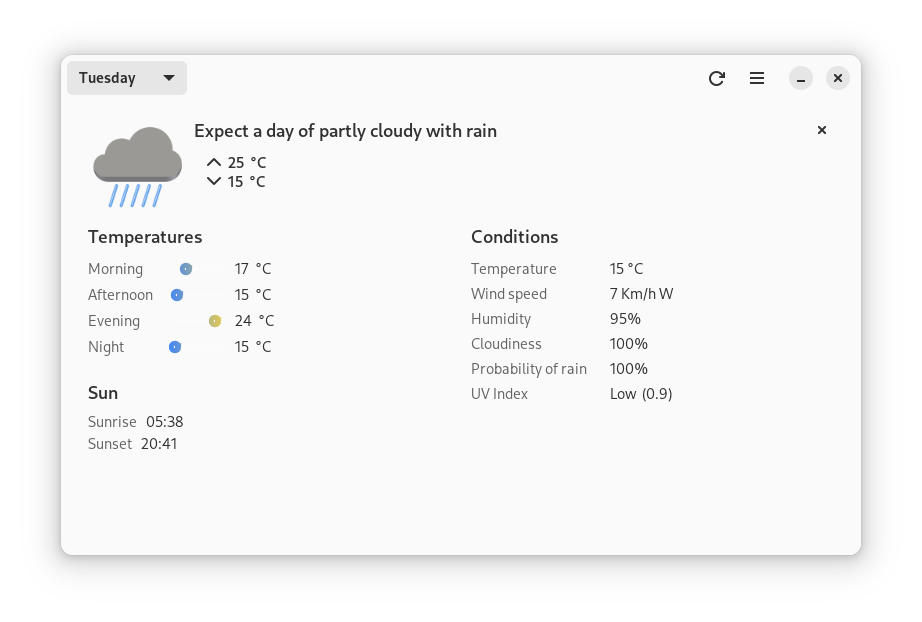 Tuesday
Expect a day of partly cloudy with rain
25 °C
15 °C
Temperatures
Morning 17 °C
Afternoon 15 °C
Evening 24 °C
Night 15 °C
Sun
Sunrise 05:38
Sunset 20:41
Conditions
Temperature 15 °C
Wind speed 7 Km/h W
Humidity 95%
Cloudiness 100%
Probability of rain 100%
UV Index Low (0.9)